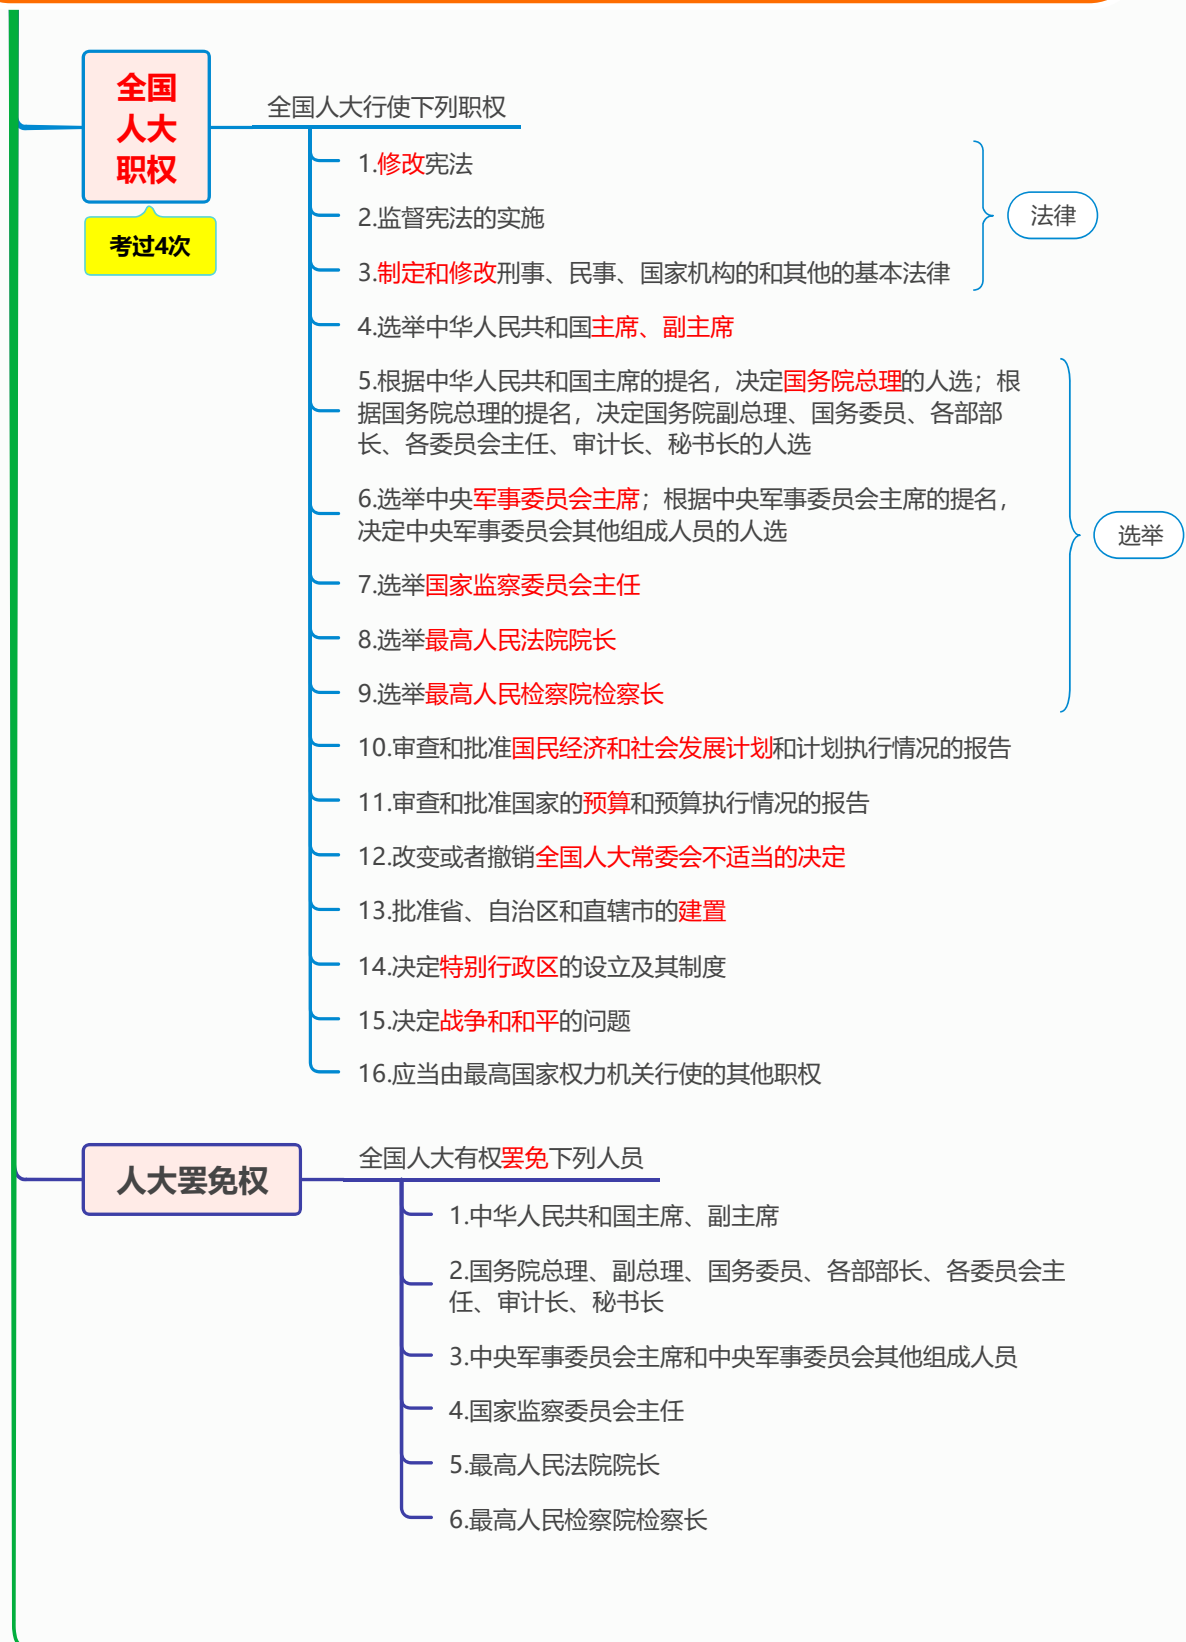 全国
人大
职权
考过4次
全国人大行使下列职权
1.修改宪法
2.监督宪法的实施
3.制定和修改刑事、民事、国家机构的和其他的基本法律
法律
4.选举中华人民共和国主席、副主席
5.根据中华人民共和国主席的提名，决定国务院总理的人选；根
据国务院总理的提名，决定国务院副总理、国务委员、各部部
长、各委员会主任、审计长、秘书长的人选
6.选举中央军事委员会主席；根据中央军事委员会主席的提名，
决定中央军事委员会其他组成人员的人选
7.选举国家监察委员会主任
8.选举最高人民法院院长
9.选举最高人民检察院检察长
选举
10.审查和批准国民经济和社会发展计划和计划执行情况的报告
11.审查和批准国家的预算和预算执行情况的报告
12.改变或者撤销全国人大常委会不适当的决定
13.批准省、自治区和直辖市的建置
14.决定特别行政区的设立及其制度
15.决定战争和和平的问题
16.应当由最高国家权力机关行使的其他职权
人大罢免权
全国人大有权罢免下列人员
1.中华人民共和国主席、副主席
2.国务院总理、副总理、国务委员、各部部长、各委员会主
任、审计长、秘书长
3.中央军事委员会主席和中央军事委员会其他组成人员
4.国家监察委员会主任
5.最高人民法院院长
6.最高人民检察院检察长